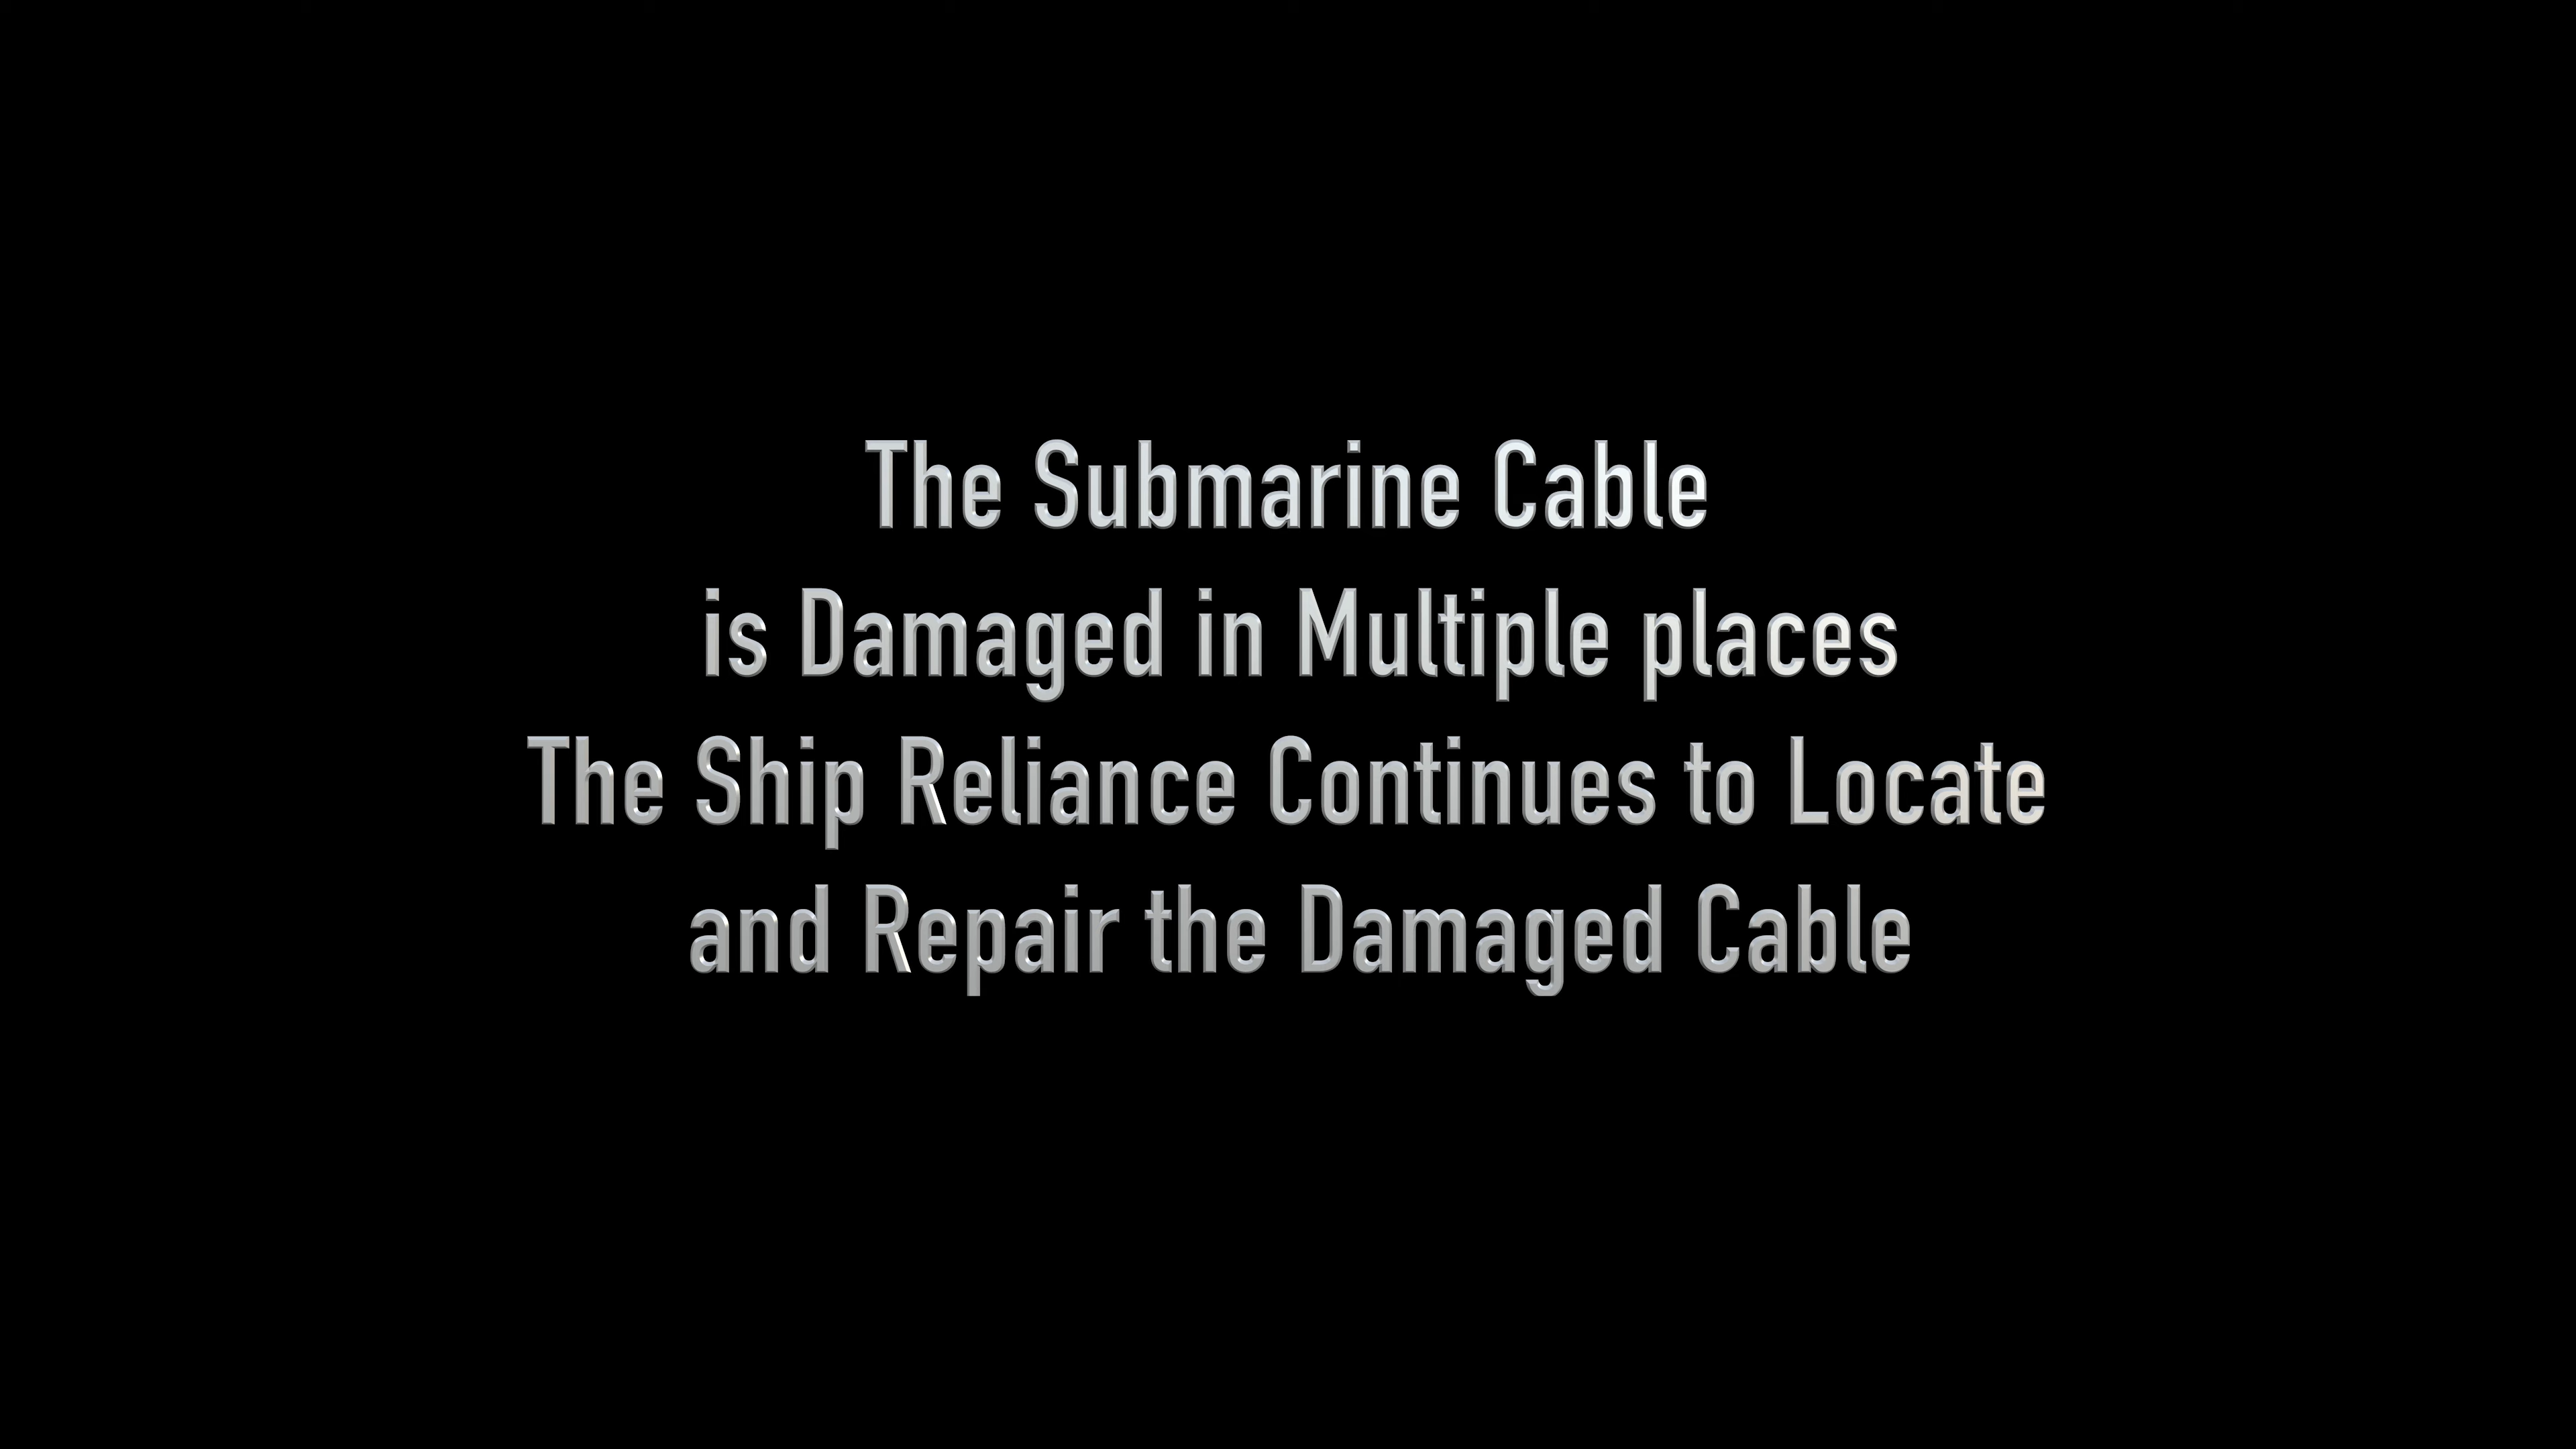 The Submarine Cable
is Damaged in Multiple places
The Ship Reliance Continues to Locate
and Repair the Damaged Cable